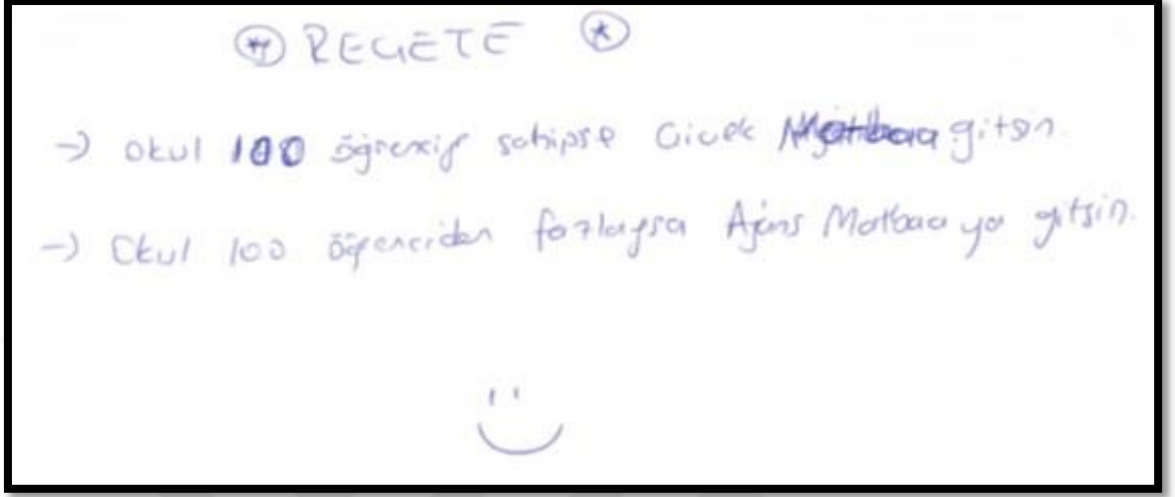 REÇETE
→ Okul 100 öğrenciye sahipse Çiçek Matbaa gitsin.
→ Okul 100 öğrenciden fazlaysa Ajans Matbaa ya gitsin.